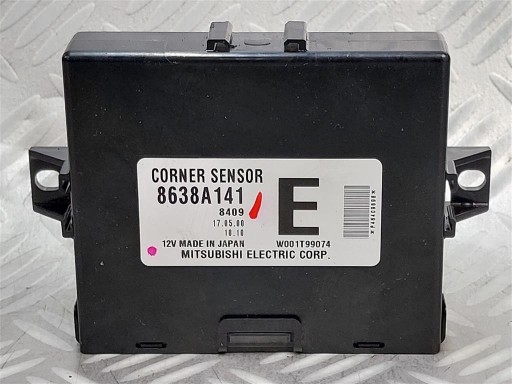 CORNER SENSOR
8638A141
E
8409
17.05.00
10.10
12V MADE IN JAPAN W001T99074
MITSUBISHI ELECTRIC CORP.